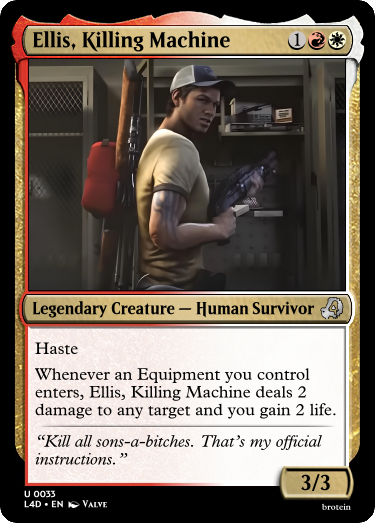 Ellis, Killing Machine 1
Legendary Creature — Human Survivor
Haste
Whenever an Equipment you control
enters, Ellis, Killing Machine deals 2
damage to any target and you gain 2 life.
“Kill all sons-a-bitches. That’s my official
instructions.”
3/3
U 0033
L4D • EN Valve
brotein